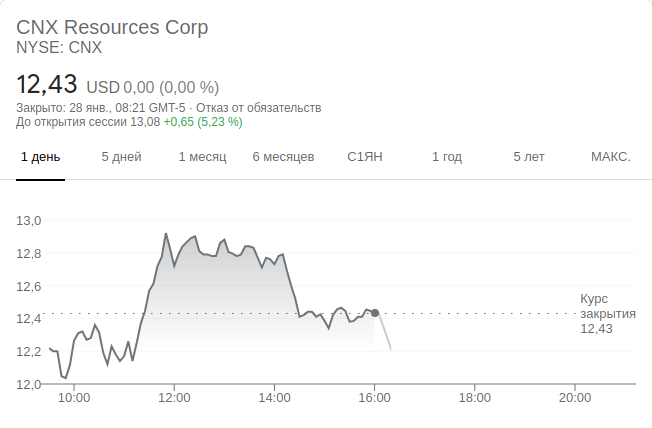 CNX Resources Corp
NYSE: CNX
12,43 USD 0,00 (0,00 %)
Закрыто: 28 янв., 08:21 GMT-5 · Отказ от обязательств
До открытия сессии 13,08 +0,65 (5,23 %)
1 день 5 дней 1 месяц 6 месяцев С1ЯН 1 год 5 лет МАКС.
13,0
12,8
12,6
12,4
12,2
12,0
Курс
закрытия
12,43
10:00 12:00 14:00 16:00 18:00 20:00